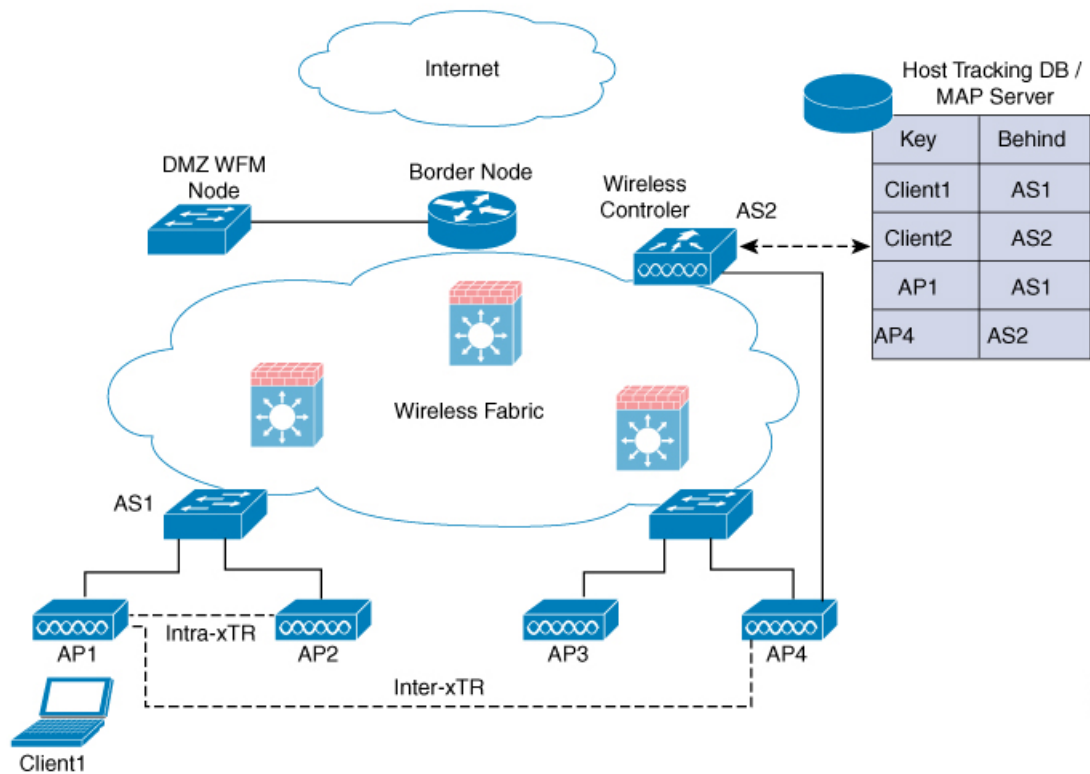 Internet
Host Tracking DB /
MAP Server
Key Behind
Client1 AS1
Client2 AS2
AP1 AS1
AP4 AS2
DMZ WFM
Node
Border Node
Wireless
Controler
AS2
Wireless Fabric
AS1
Intra-xTR
AP1
AP2
AP3
AP4
Inter-xTR
Client1